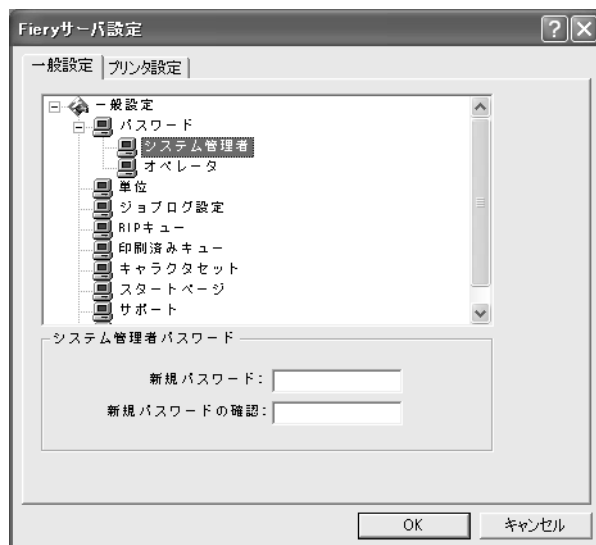 Fieryサーバ設定
一般設定 プリンタ設定
一般設定
パスワード
システム管理者
オペレータ
単位
ジョブログ設定
RIPキュー
印刷済みキュー
キャラクタセット
スタートページ
サポート
システム管理者パスワード
新規パスワード:
新規パスワードの確認:
OK キャンセル